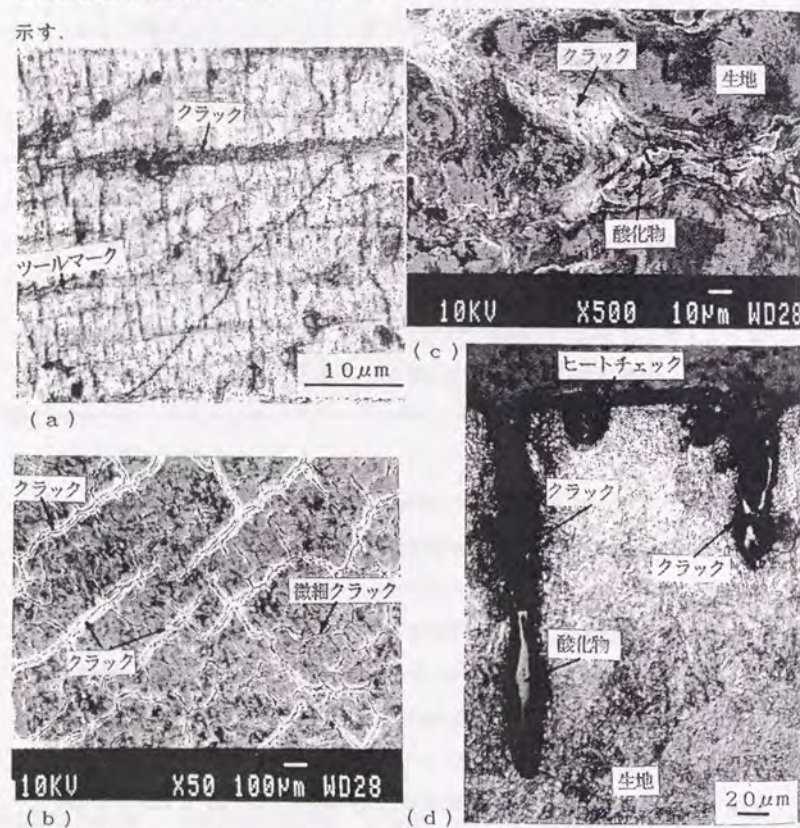 示す．
クラック
ツールマーク
10μm
(a)
クラック
クラック
微細クラック
10KV X50 100μm WD28
(b)
クラック
生地
酸化物
10KV X500 10μm WD28
(c)
ヒートチェック
クラック
クラック
酸化物
生地
20μm
(d)